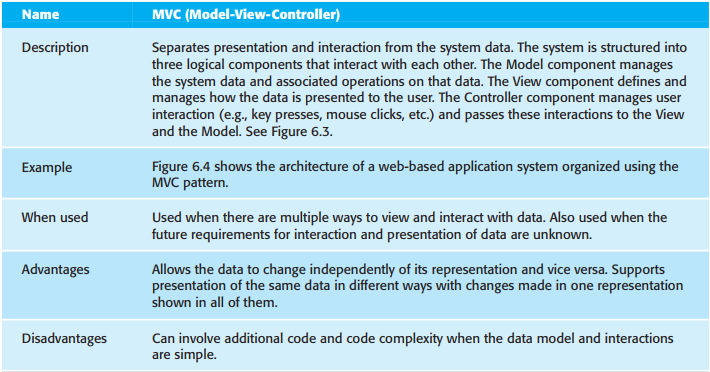 Name MVC (Model-View-Controller)
Description Separates presentation and interaction from the system data. The system is structured into
three logical components that interact with each other. The Model component manages
the system data and associated operations on that data. The View component defines and
manages how the data is presented to the user. The Controller component manages user
interaction (e.g., key presses, mouse clicks, etc.) and passes these interactions to the View
and the Model. See Figure 6.3.
Example Figure 6.4 shows the architecture of a web-based application system organized using the
MVC pattern.
When used Used when there are multiple ways to view and interact with data. Also used when the
future requirements for interaction and presentation of data are unknown.
Advantages Allows the data to change independently of its representation and vice versa. Supports
presentation of the same data in different ways with changes made in one representation
shown in all of them.
Disadvantages Can involve additional code and code complexity when the data model and interactions
are simple.